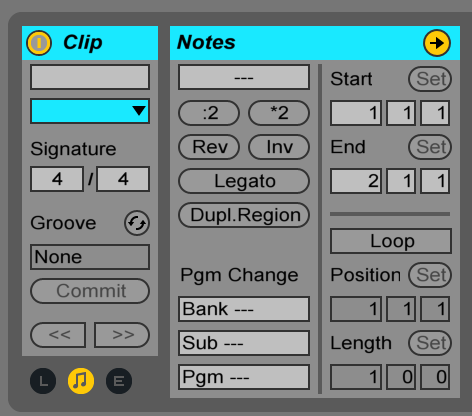 Clip
Signature
4 / 4
Groove
None
Commit
<< >>
L E
Notes
---
:2 *2
Rev Inv
Legato
Dupl.Region
Pgm Change
Bank ---
Sub ---
Pgm ---
Start Set
1 1 1
End Set
2 1 1
Loop
Position Set
1 1 1
Length Set
1 0 0